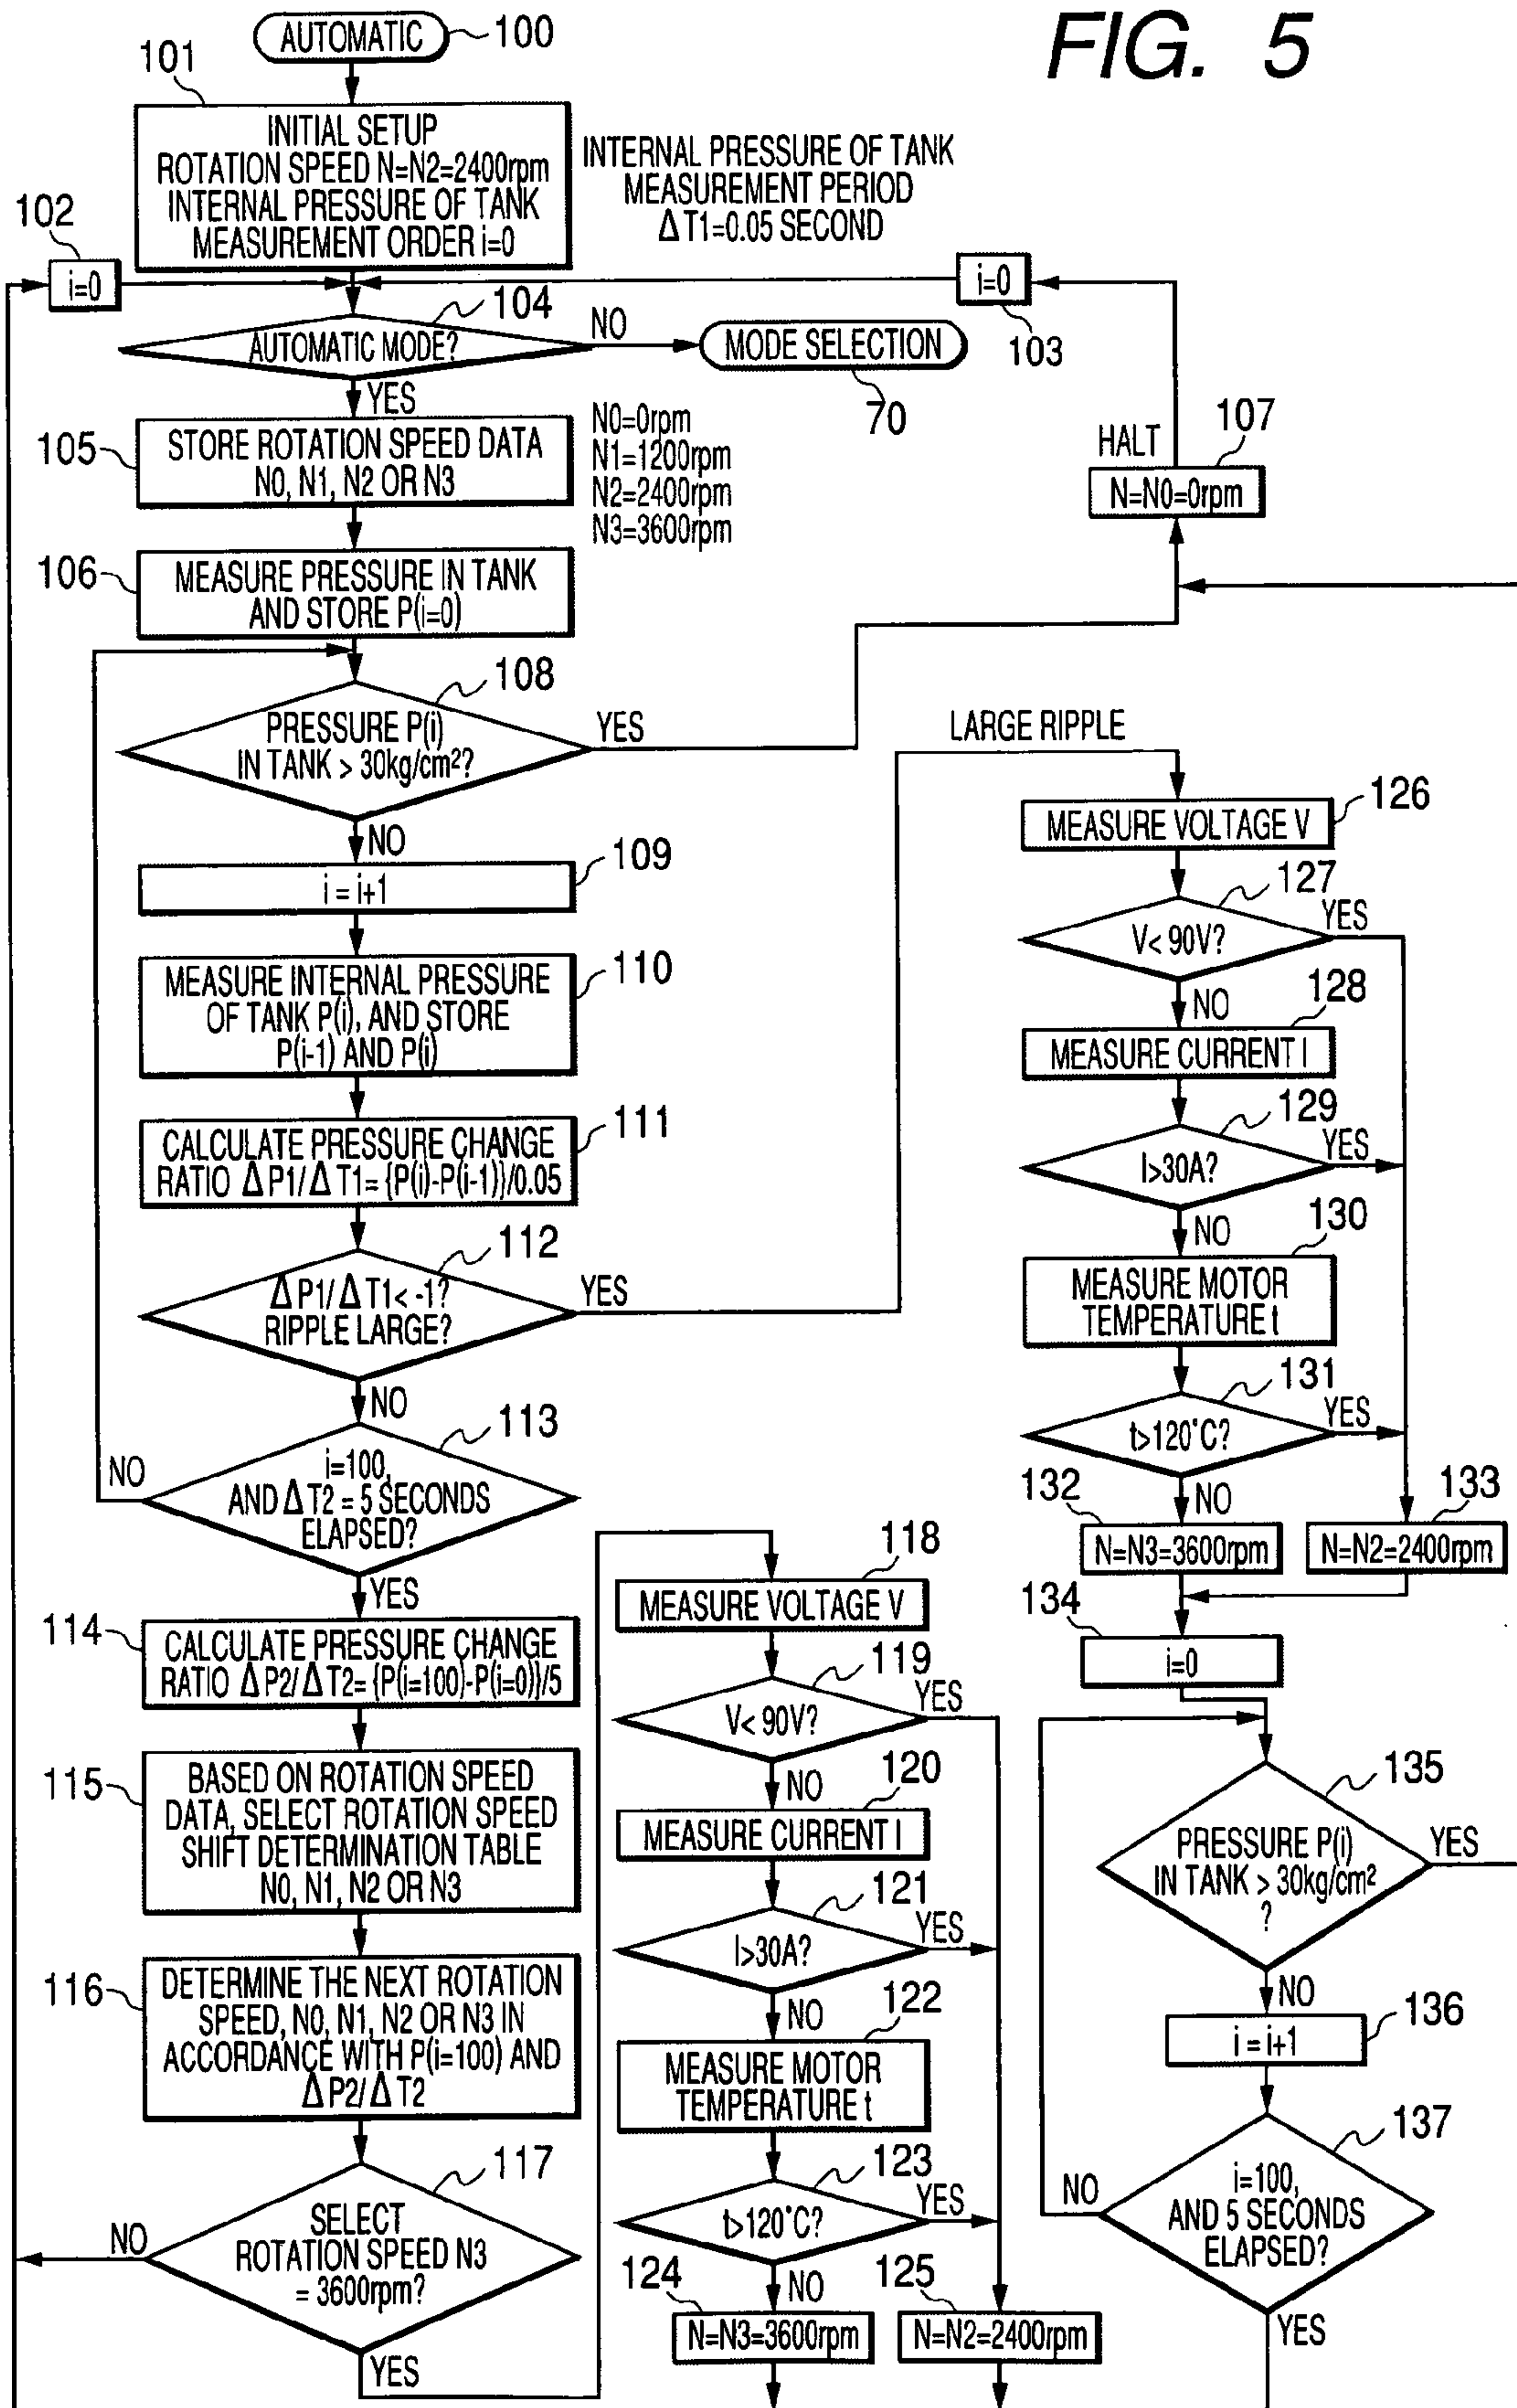 FIG. 5
AUTOMATIC
100
101
INITIAL SETUP
ROTATION SPEED N=N2=2400rpm
INTERNAL PRESSURE OF TANK
MEASUREMENT ORDER i=0
INTERNAL PRESSURE OF TANK
MEASUREMENT PERIOD
ΔT1=0.05 SECOND
102
i=0
i=0
103
104
AUTOMATIC MODE?
NO
MODE SELECTION
70
YES
105
STORE ROTATION SPEED DATA
N0, N1, N2 OR N3
N0=0rpm
N1=1200rpm
N2=2400rpm
N3=3600rpm
HALT
107
N=N0=0rpm
106
MEASURE PRESSURE IN TANK
AND STORE P(i=0)
108
PRESSURE P(i)
IN TANK > 30kg/cm²?
YES
NO
109
i = i+1
110
MEASURE INTERNAL PRESSURE
OF TANK P(i), AND STORE
P(i-1) AND P(i)
111
CALCULATE PRESSURE CHANGE
RATIO ΔP1/ΔT1= {P(i)-P(i-1)}/0.05
112
ΔP1/ΔT1< -1?
RIPPLE LARGE?
YES
NO
113
i=100,
AND ΔT2 = 5 SECONDS
ELAPSED?
NO
YES
114
CALCULATE PRESSURE CHANGE
RATIO ΔP2/ΔT2= {P(i=100)-P(i=0)}/5
115
BASED ON ROTATION SPEED
DATA, SELECT ROTATION SPEED
SHIFT DETERMINATION TABLE
N0, N1, N2 OR N3
116
DETERMINE THE NEXT ROTATION
SPEED, N0, N1, N2 OR N3 IN
ACCORDANCE WITH P(i=100) AND
ΔP2/ΔT2
117
SELECT
ROTATION SPEED N3
= 3600rpm?
NO
YES
118
MEASURE VOLTAGE V
119
V< 90V?
YES
NO
120
MEASURE CURRENT I
121
I>30A?
YES
NO
122
MEASURE MOTOR
TEMPERATURE t
123
t>120°C?
YES
NO
124
N=N3=3600rpm
125
N=N2=2400rpm
LARGE RIPPLE
126
MEASURE VOLTAGE V
127
V< 90V?
YES
NO
128
MEASURE CURRENT I
129
I>30A?
YES
NO
130
MEASURE MOTOR
TEMPERATURE t
131
t>120°C?
YES
NO
132
N=N3=3600rpm
133
N=N2=2400rpm
134
i=0
135
PRESSURE P(i)
IN TANK > 30kg/cm²
?
YES
NO
136
i = i+1
137
i=100,
AND 5 SECONDS
ELAPSED?
NO
YES